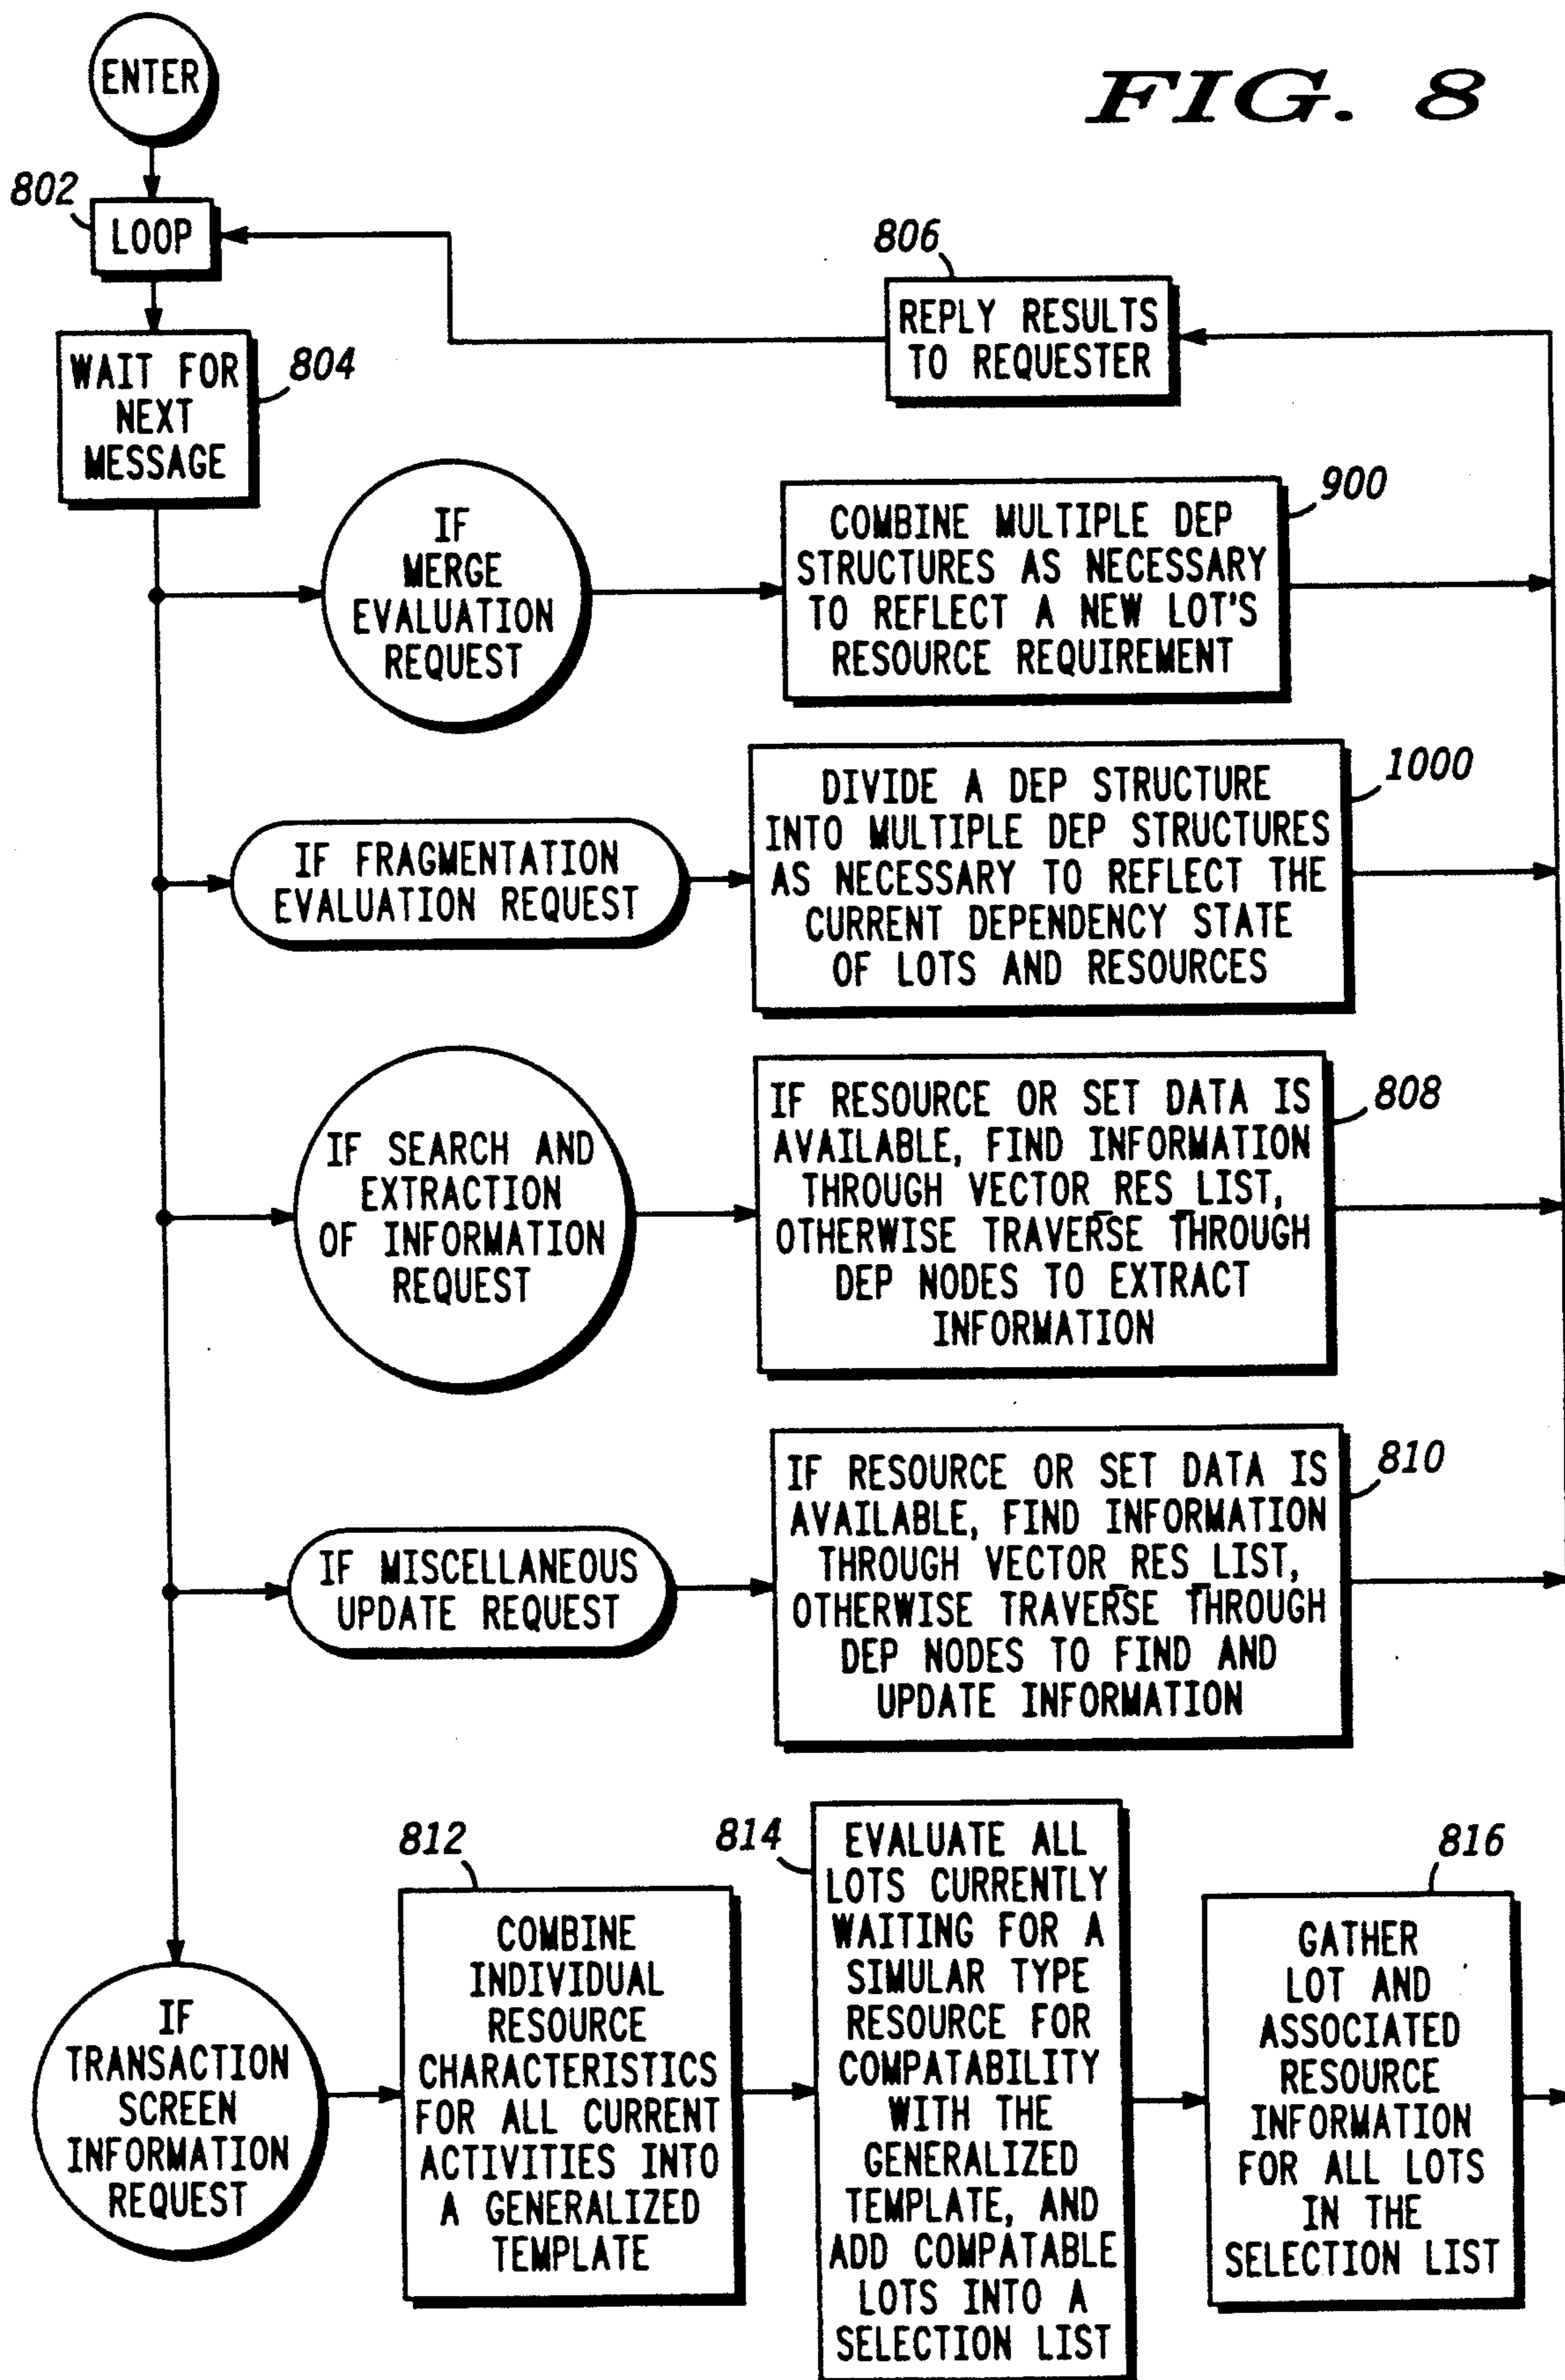 FIG. 8
ENTER
802
LOOP
806
REPLY RESULTS
TO REQUESTER
WAIT FOR
NEXT
MESSAGE
804
IF
MERGE
EVALUATION
REQUEST
900
COMBINE MULTIPLE DEP
STRUCTURES AS NECESSARY
TO REFLECT A NEW LOT'S
RESOURCE REQUIREMENT
IF FRAGMENTATION
EVALUATION REQUEST
1000
DIVIDE A DEP STRUCTURE
INTO MULTIPLE DEP STRUCTURES
AS NECESSARY TO REFLECT THE
CURRENT DEPENDENCY STATE
OF LOTS AND RESOURCES
IF SEARCH AND
EXTRACTION
OF INFORMATION
REQUEST
808
IF RESOURCE OR SET DATA IS
AVAILABLE, FIND INFORMATION
THROUGH VECTOR_RES_LIST,
OTHERWISE TRAVERSE THROUGH
DEP NODES TO EXTRACT
INFORMATION
IF MISCELLANEOUS
UPDATE REQUEST
810
IF RESOURCE OR SET DATA IS
AVAILABLE, FIND INFORMATION
THROUGH VECTOR_RES_LIST,
OTHERWISE TRAVERSE THROUGH
DEP NODES TO FIND AND
UPDATE INFORMATION
IF
TRANSACTION
SCREEN
INFORMATION
REQUEST
812
COMBINE
INDIVIDUAL
RESOURCE
CHARACTERISTICS
FOR ALL CURRENT
ACTIVITIES INTO
A GENERALIZED
TEMPLATE
814
EVALUATE ALL
LOTS CURRENTLY
WAITING FOR A
SIMULAR TYPE
RESOURCE FOR
COMPATABILITY
WITH THE
GENERALIZED
TEMPLATE, AND
ADD COMPATABLE
LOTS INTO A
SELECTION LIST
816
GATHER
LOT AND
ASSOCIATED
RESOURCE
INFORMATION
FOR ALL LOTS
IN THE
SELECTION LIST